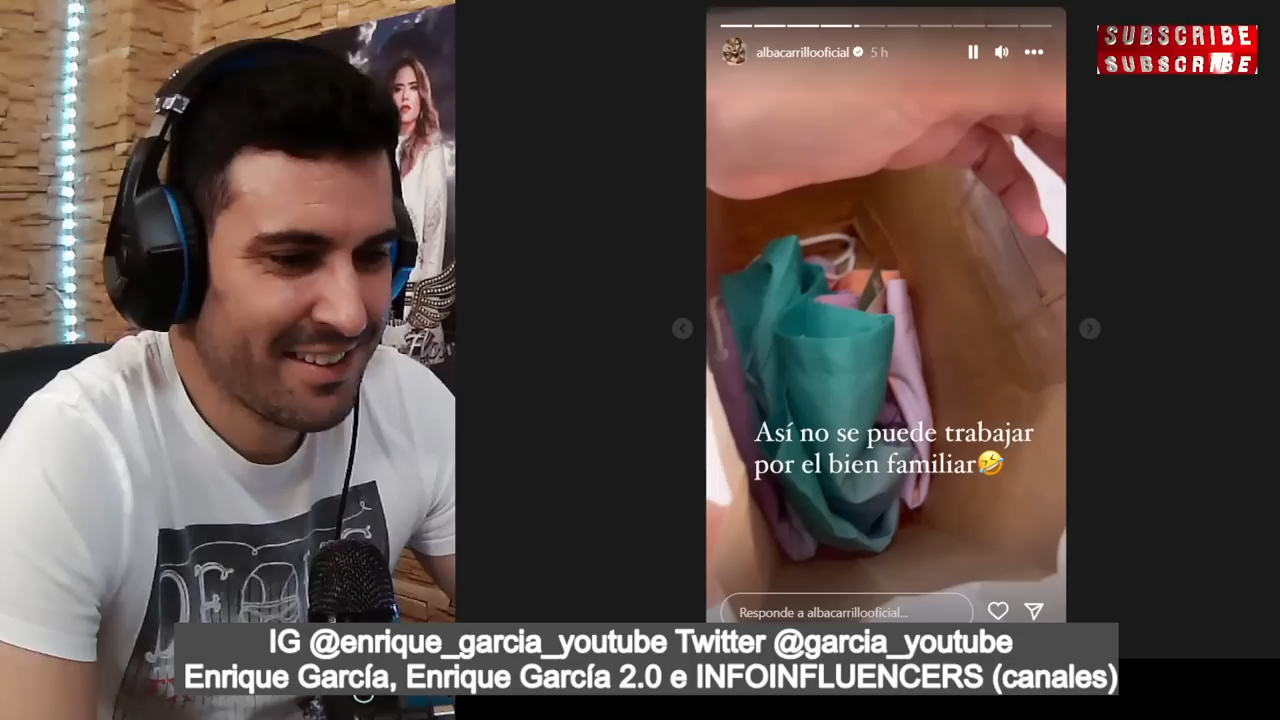 SUBSCRIBE
SUBSCRIBE
albacarrillooficial 5 h
Así no se puede trabajar
por el bien familiar🤣
Responde a albacarrillooficial...
IG @enrique_garcia_youtube Twitter @garcia_youtube
Enrique García, Enrique García 2.0 e INFOINFLUENCERS (canales)